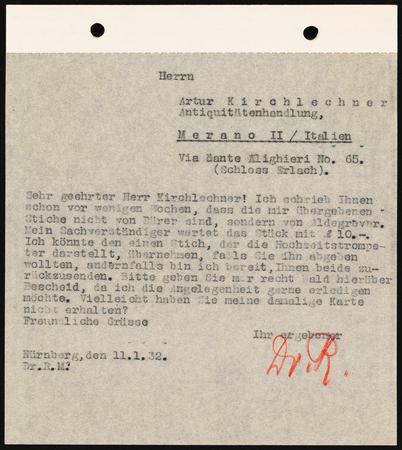 Herrn
Artur Kirchlechner
Antiquitätenhandlung,
Merano II / Italien
Via Dante Alighieri No. 65.
(Schloss Erlach).
Sehr geehrter Herr Kirchlechner! Ich schrieb Ihnen
schon vor wenigen Wochen, dass die mir übergebenen
Stiche nicht von Dürer sind, sondern von Aldegrever.
Mein Sachverständiger wertet das Stück mit 10.-.
Ich könnte den einen Stich, der die Hochzeitstrompe-
ter darstellt, übernehmen, falls Sie ihn abgeben
wollten, andernfalls bin ich bereit, Ihnen beide zu-
rückzusenden. Bitte geben Sie mir recht bald hierüber
Bescheid, da ich die Angelegenheit gerne erledigen
möchte. Vielleicht haben Sie meine damalige Karte
nicht erhalten?
Freundliche Grüsse
Ihr ergebener
Dr. R.
Nürnberg, den 11.1.32.
Dr.R.M.